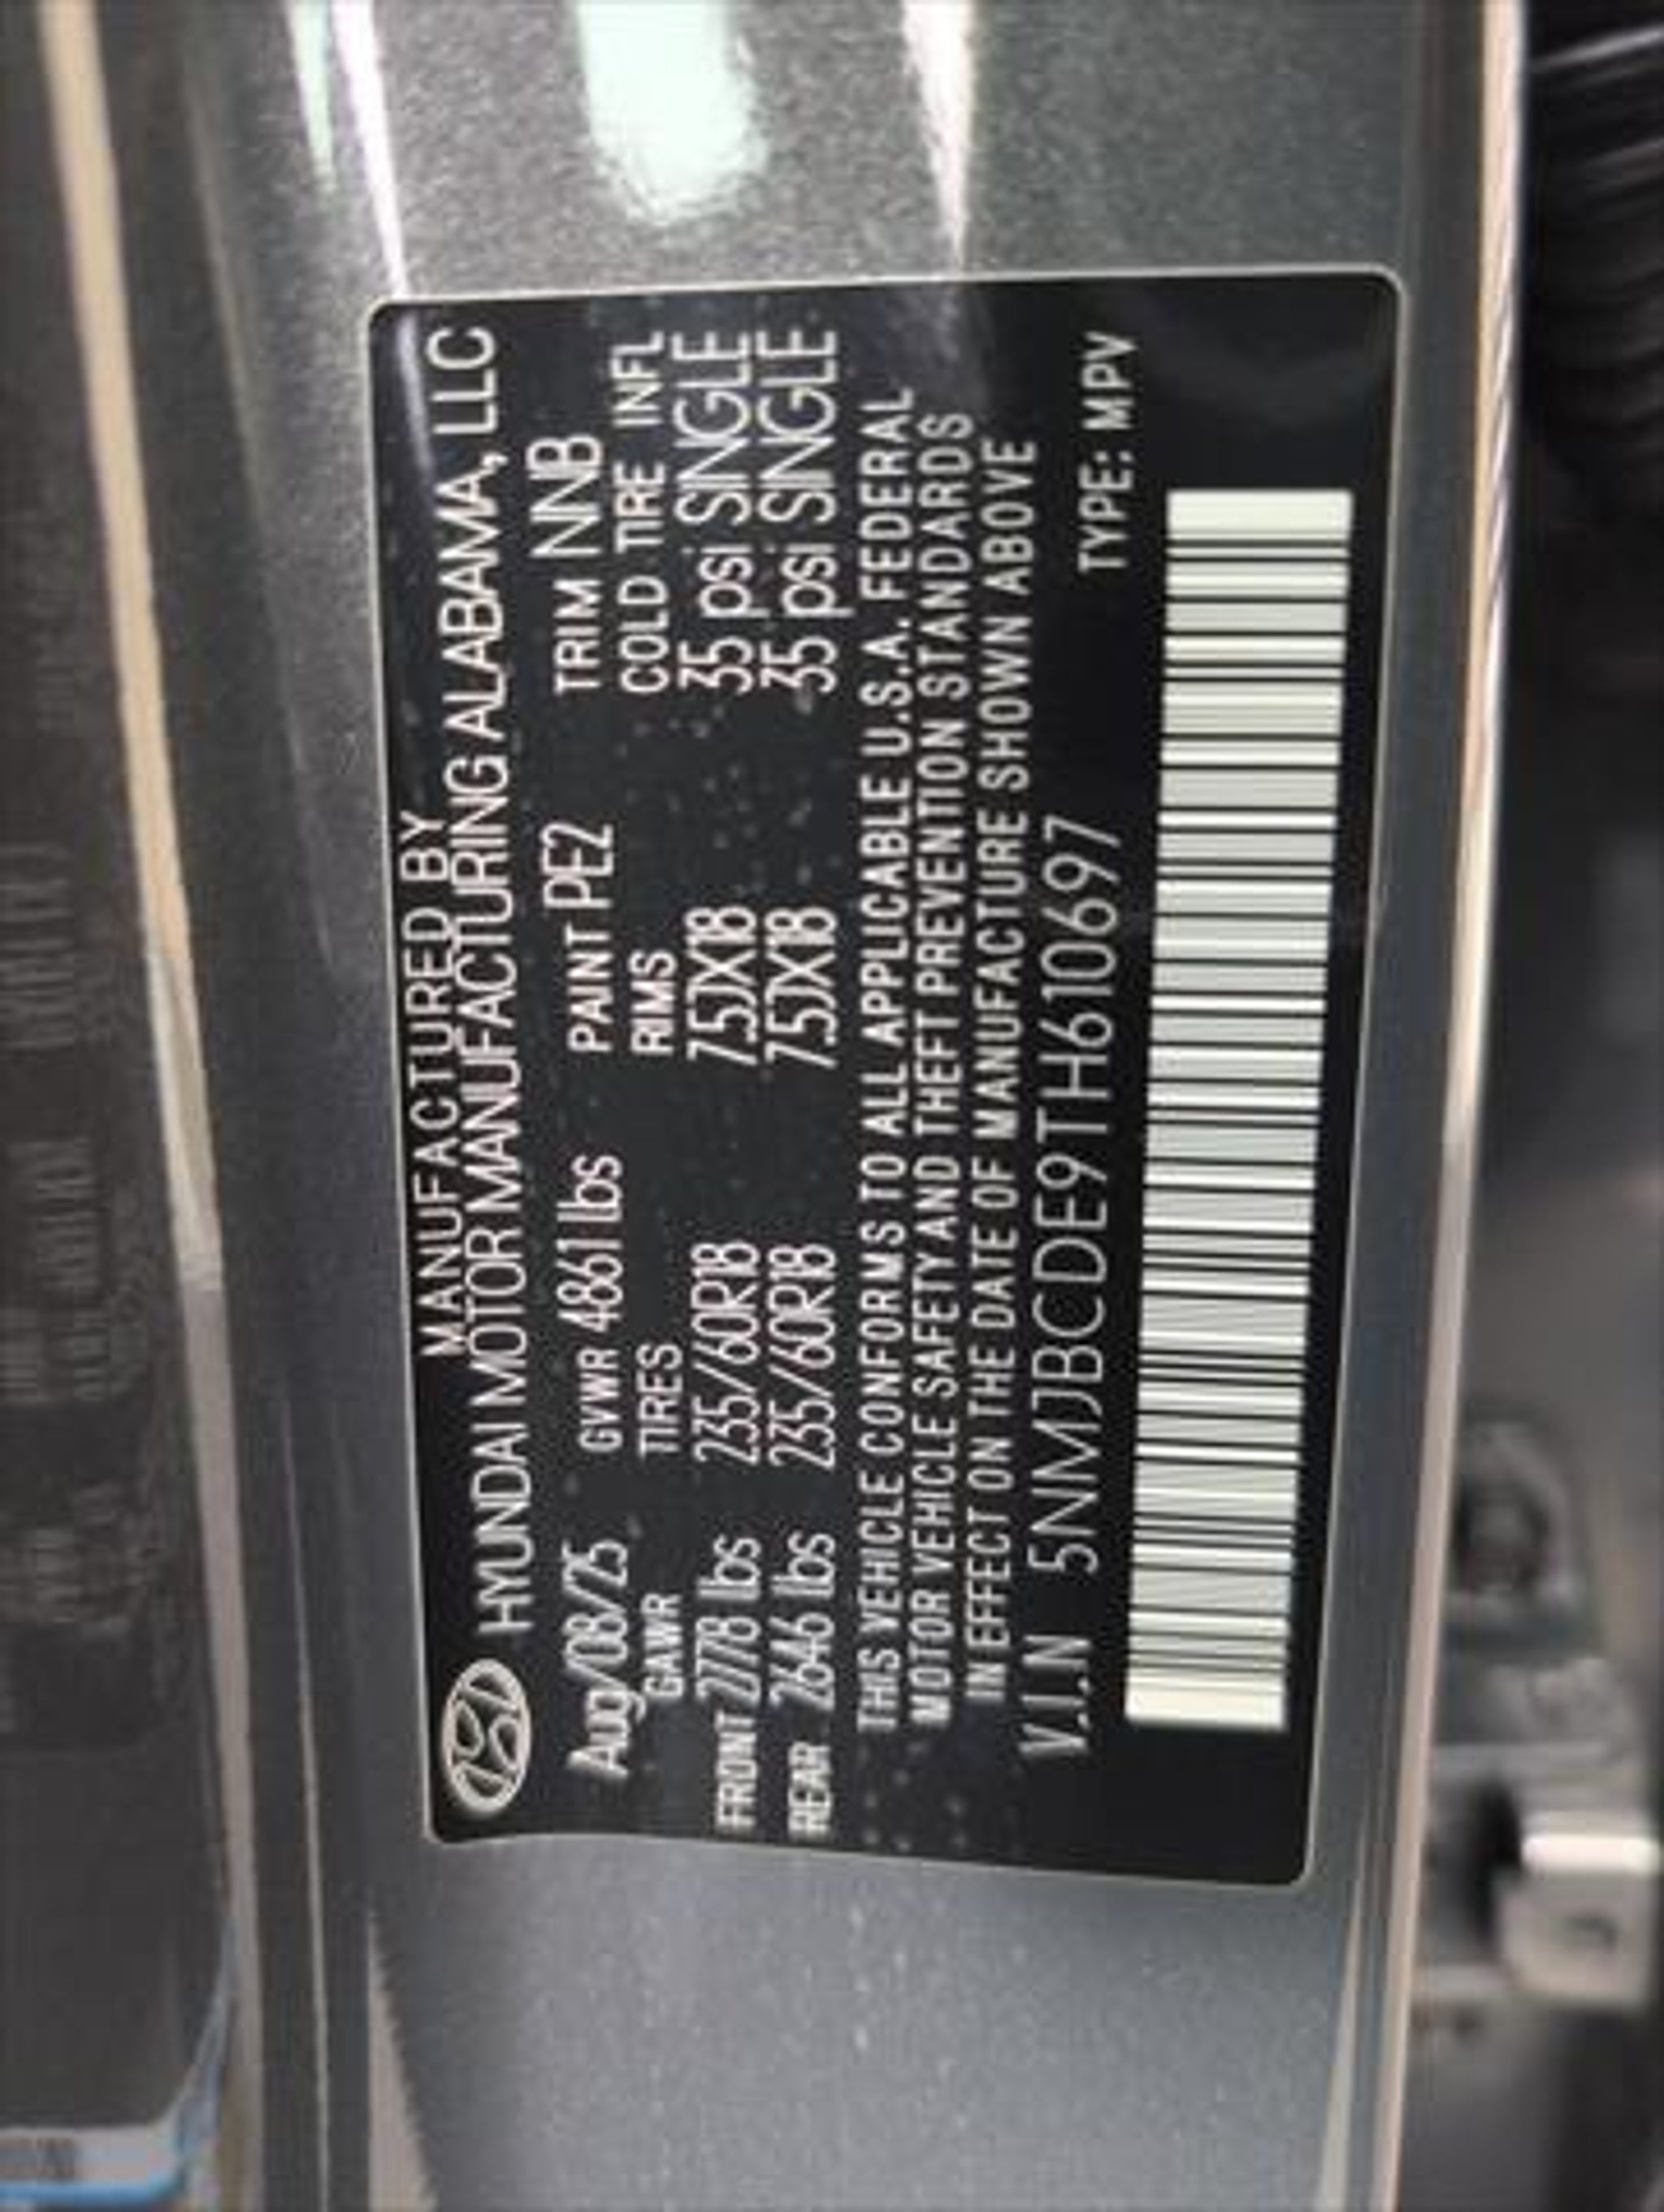 MANUFACTURED BY
HYUNDAI MOTOR MANUFACTURING ALABAMA, LLC
Aug/08/25 GVWR 4861 lbs PAINT PE2 TRIM NNB
GAWR TIRES RIMS COLD TIRE INFL
FRONT 2778 lbs 235/60R18 7.5JX18 35 psi SINGLE
REAR 2646 lbs 235/60R18 7.5JX18 35 psi SINGLE
THIS VEHICLE CONFORMS TO ALL APPLICABLE U.S.A. FEDERAL
MOTOR VEHICLE SAFETY AND THEFT PREVENTION STANDARDS
IN EFFECT ON THE DATE OF MANUFACTURE SHOWN ABOVE
V.I.N 5NMJBCDE9TH610697 TYPE: MPV